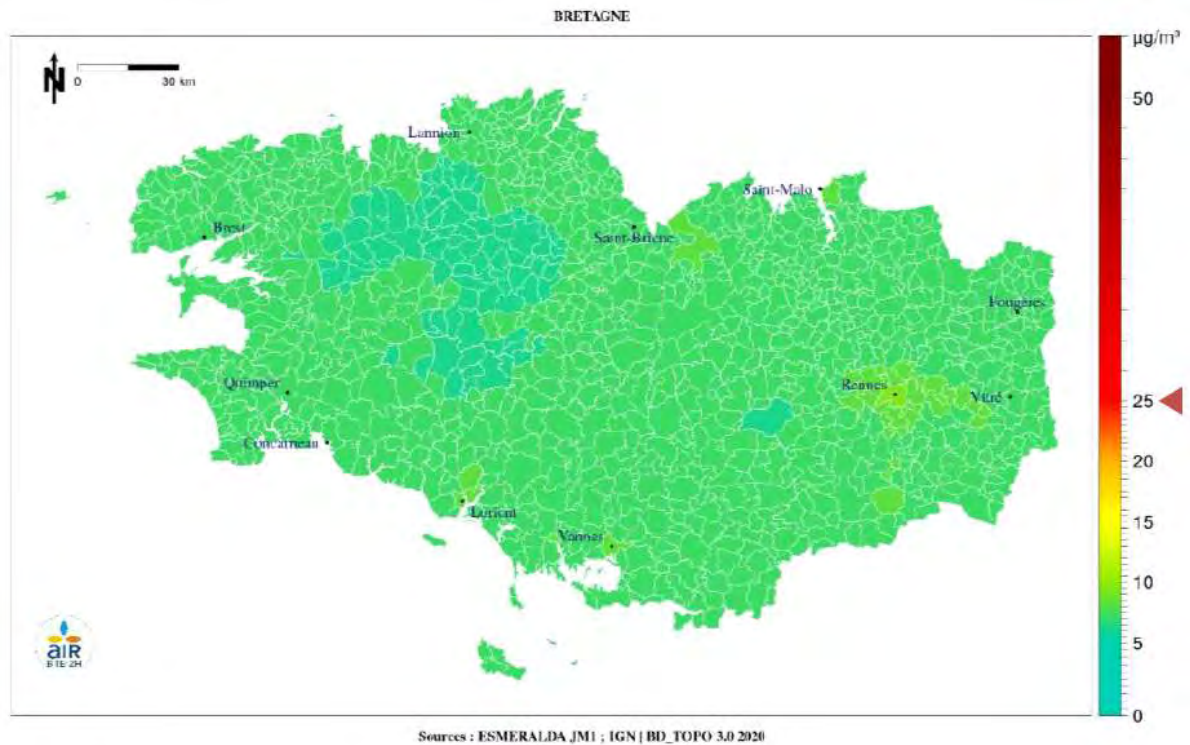 BRETAGNE
µg/m³
N
0 30 km
50
Lannion
Saint-Malo
Brest
Saint-Brieuc
Fougères
Quimper
Rennes
Vitré
25
Concarneau
20
Lorient
15
Vannes
10
5
aiR
0
Sources : ESMERALDA JM1 ; IGN | BD_TOPO 3.0 2020